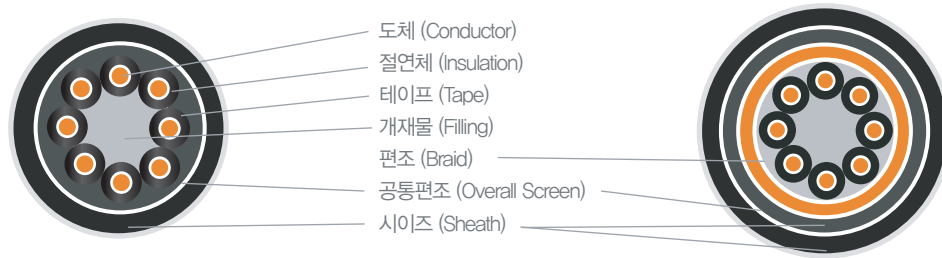 도체 (Conductor)
절연체 (Insulation)
테이프 (Tape)
개재물 (Filling)
편조 (Braid)
공통편조 (Overall Screen)
시이즈 (Sheath)